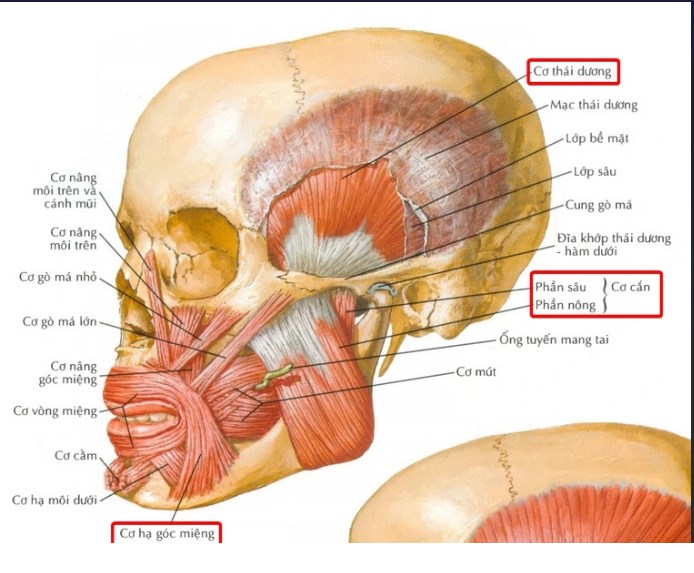 Cơ thái dương
Mạc thái dương
Lớp bề mặt
Lớp sâu
Cung gò má
Đĩa khớp thái dương
- hàm dưới
Phần sâu
Phần nông
Cơ cắn
Ống tuyến mang tai
Cơ mút
Cơ nâng
môi trên và
cánh mũi
Cơ nâng
môi trên
Cơ gò má nhỏ
Cơ gò má lớn
Cơ nâng
góc miệng
Cơ vòng miệng
Cơ cằm
Cơ hạ môi dưới
Cơ hạ góc miệng